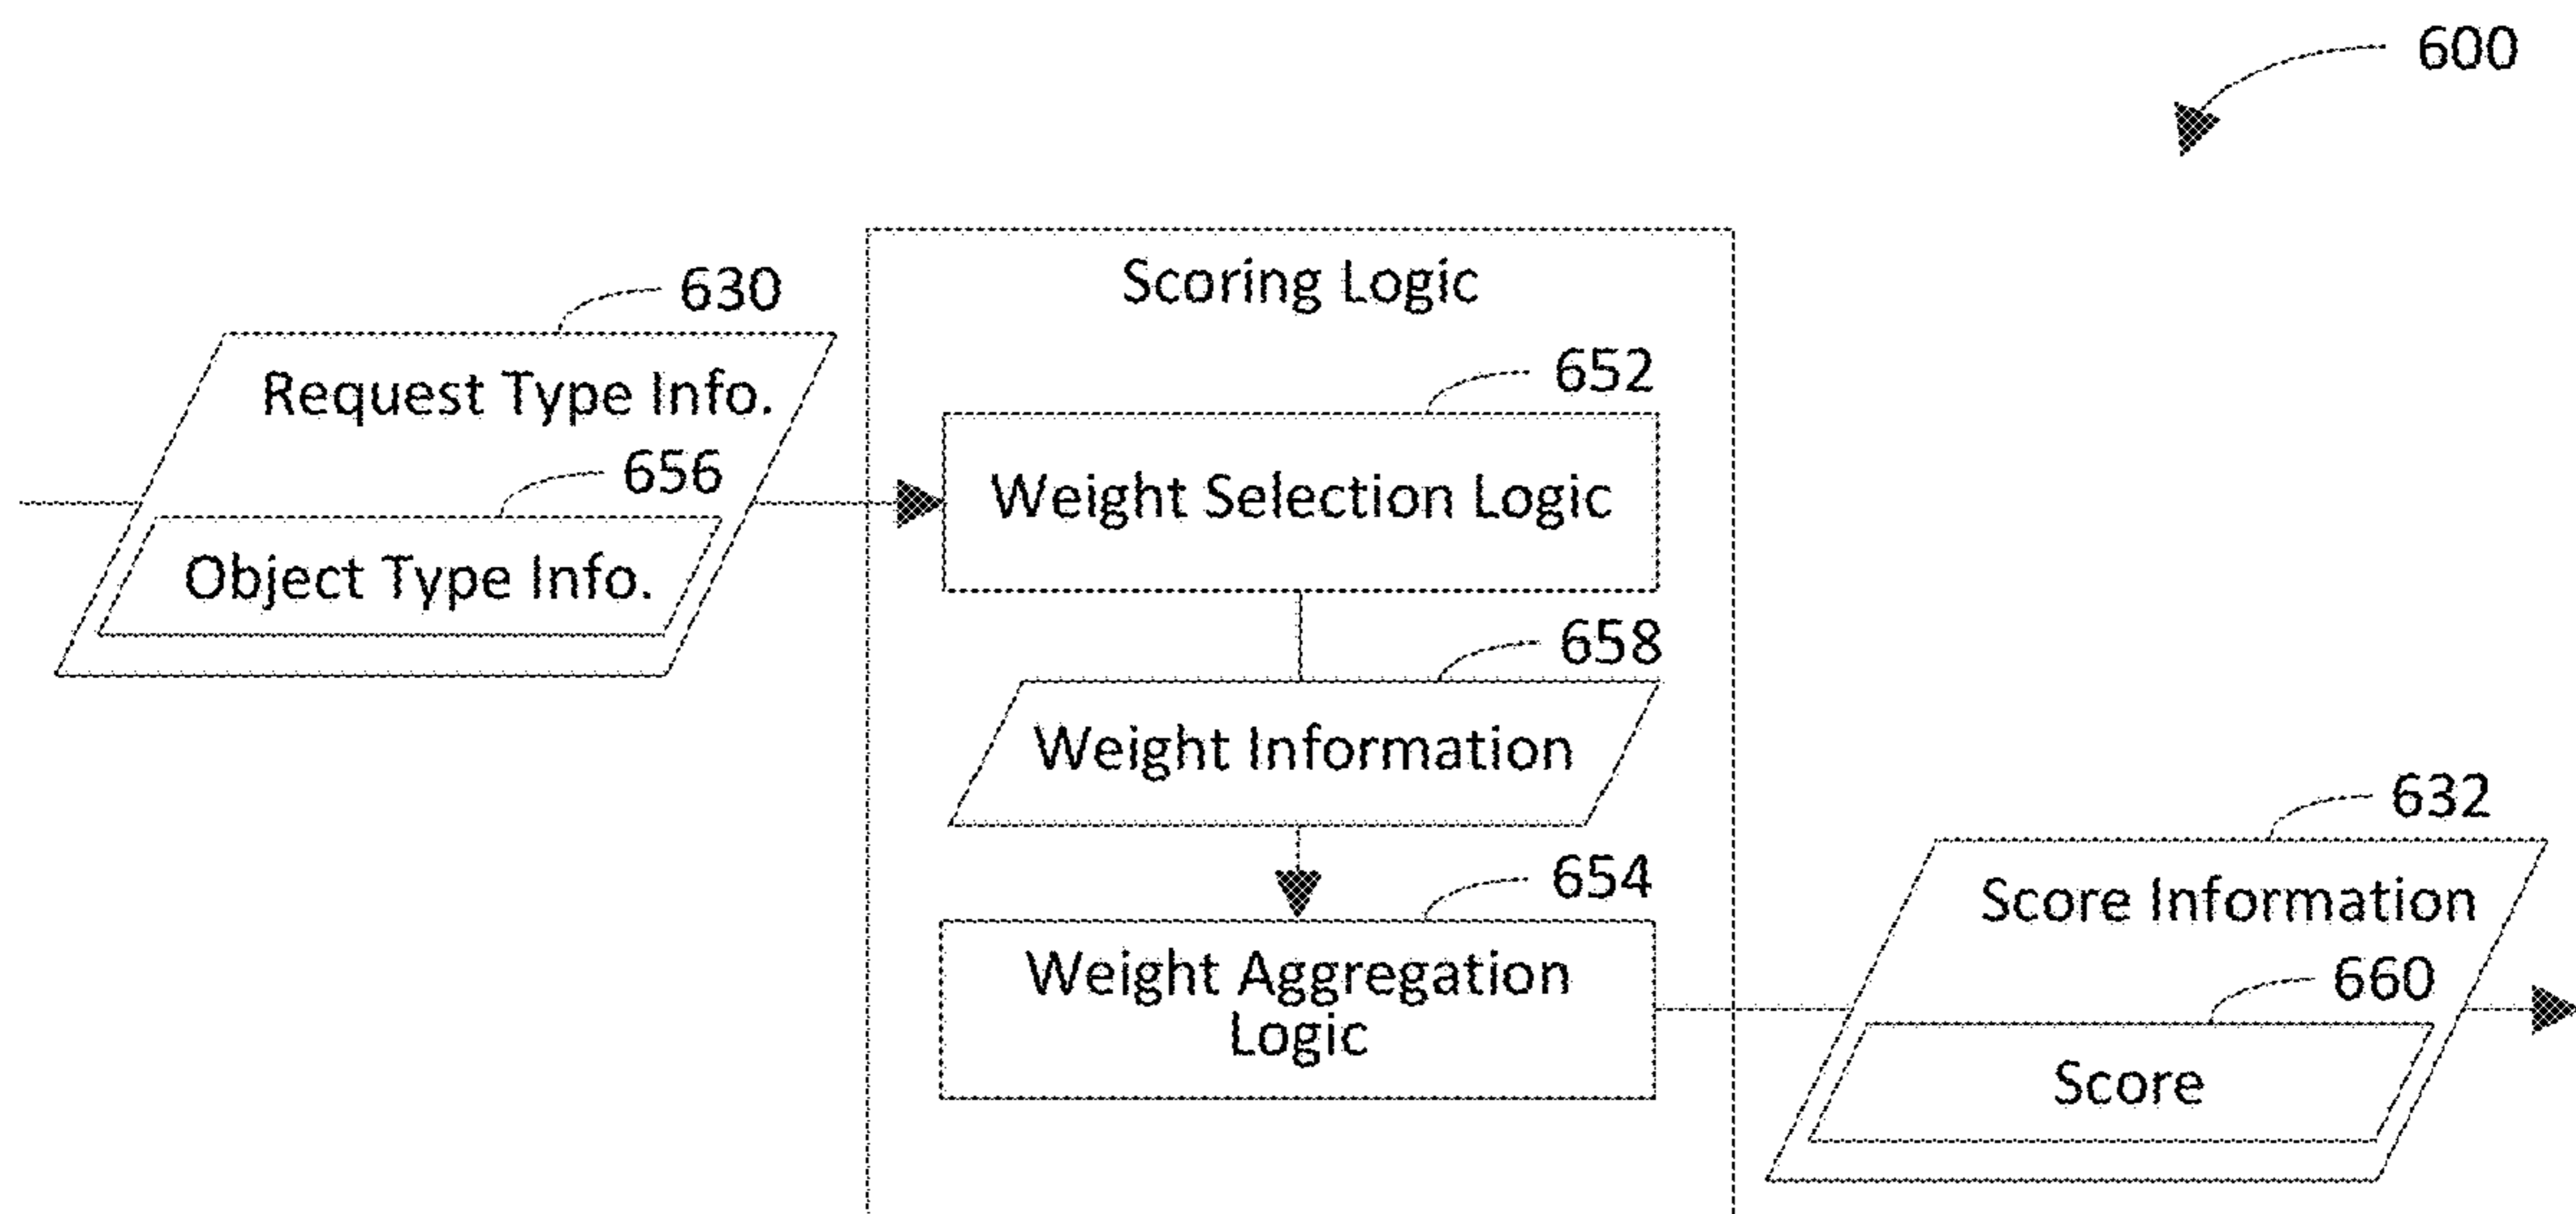 600
630
Scoring Logic
Request Type Info.
652
656
Weight Selection Logic
Object Type Info.
658
Weight Information
632
654
Score Information
Weight Aggregation
Logic
660
Score